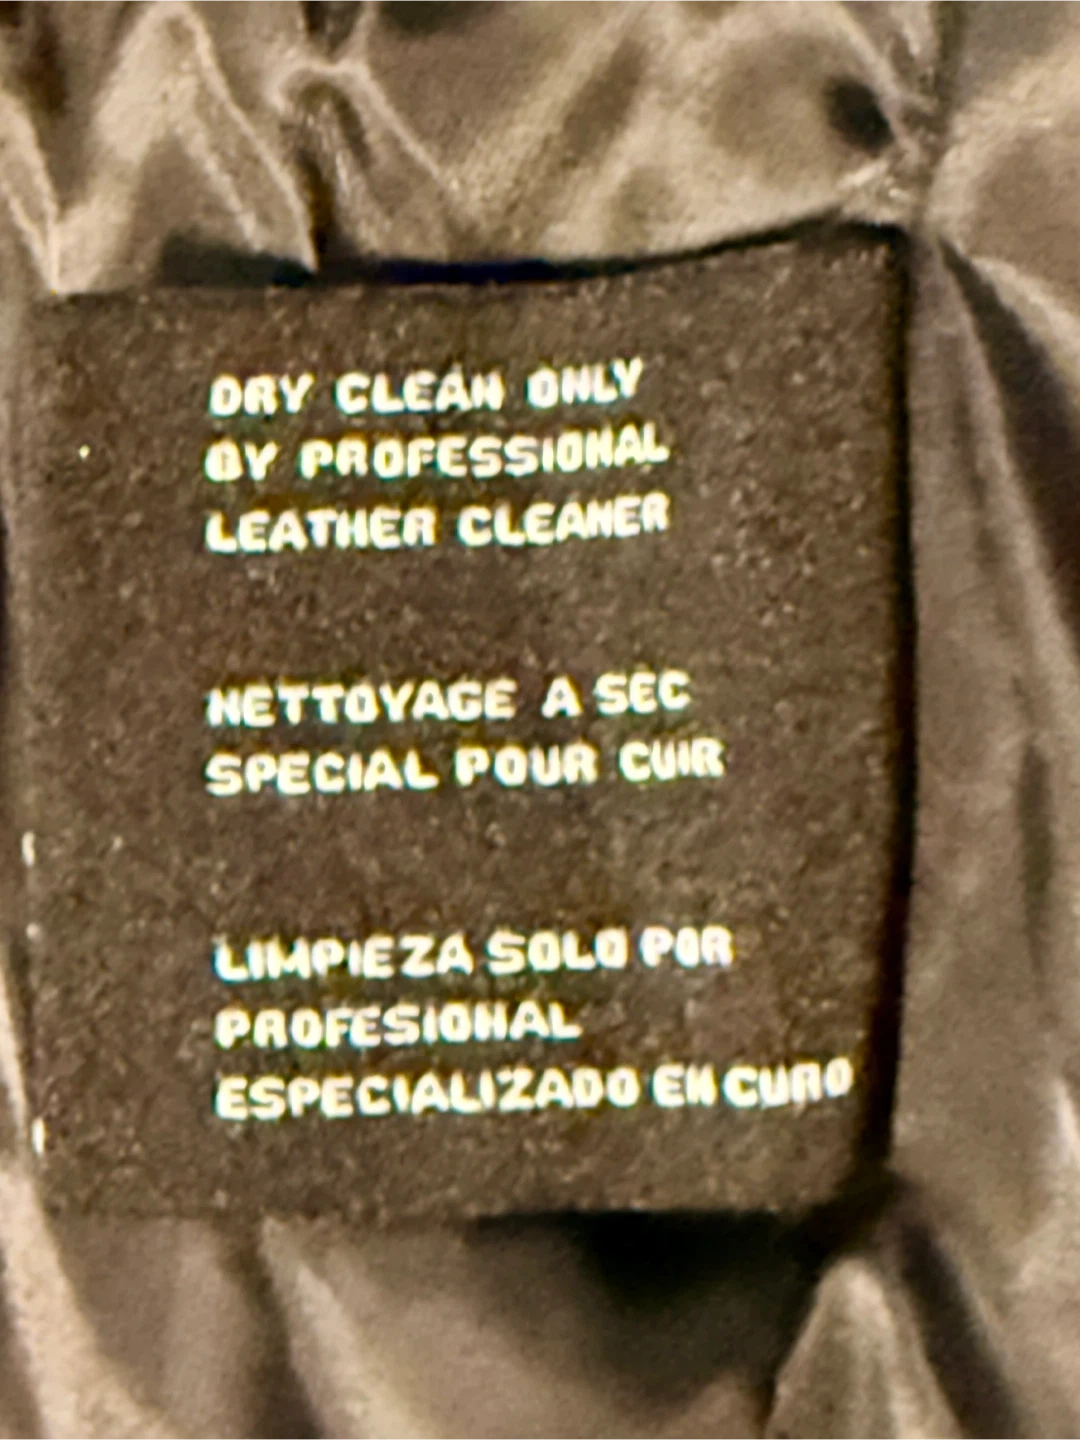 DRY CLEAN ONLY
BY PROFESSIONAL
LEATHER CLEANER
NETTOYAGE A SEC
SPECIAL POUR CUIR
LIMPIEZA SOLO POR
PROFESIONAL
ESPECIALIZADO EN CURO